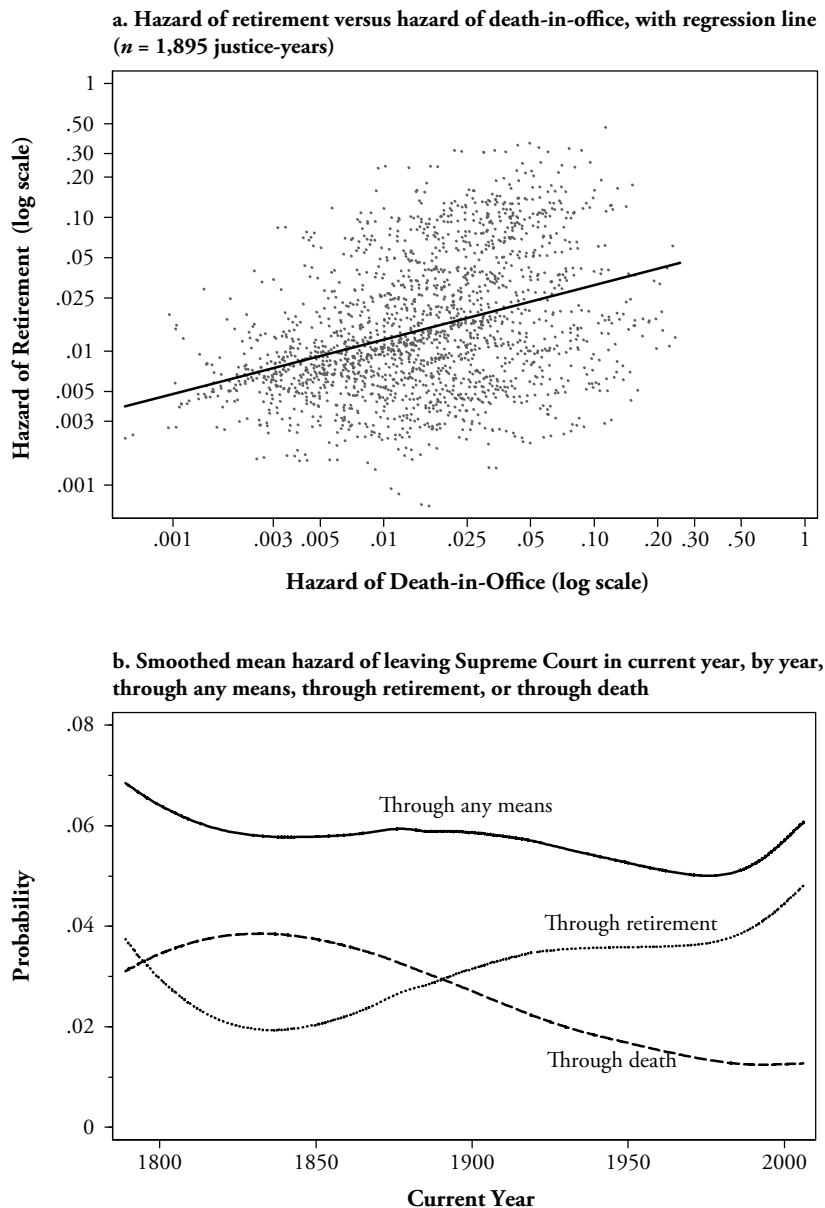 a. Hazard of retirement versus hazard of death-in-office, with regression line
(n = 1,895 justice-years)
Hazard of Retirement (log scale)
1
.50
.30
.20
.10
.05
.025
.01
.005
.003
.001
.001 .003 .005 .01 .025 .05 .10 .20 .30 .50 1
Hazard of Death-in-Office (log scale)
b. Smoothed mean hazard of leaving Supreme Court in current year, by year,
through any means, through retirement, or through death
Probability
.08
.06
.04
.02
0
Through any means
Through retirement
Through death
1800 1850 1900 1950 2000
Current Year